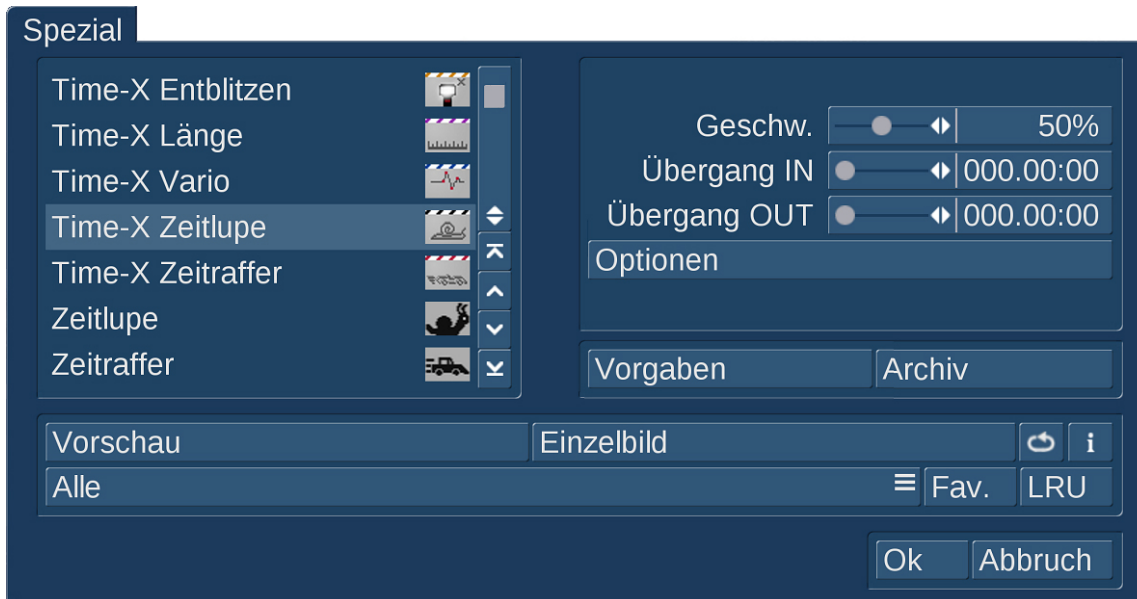 Spezial
Time-X Entblitzen
Time-X Länge
Time-X Vario
Time-X Zeitlupe
Time-X Zeitraffer
Zeitlupe
Zeitraffer
Geschw. 50%
Übergang IN 000.00:00
Übergang OUT 000.00:00
Optionen
Vorgaben Archiv
Vorschau Einzelbild i
Alle Fav. LRU
Ok Abbruch